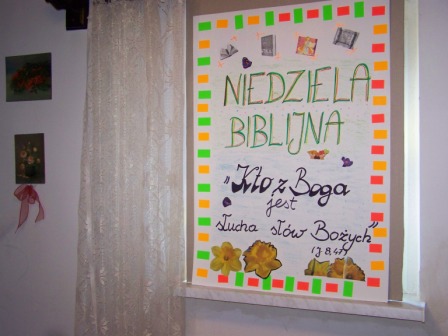 NIEDZIELA
BIBLIJNA
"Kto z Boga
jest
słucha słów Bożych"
(J 8,47)